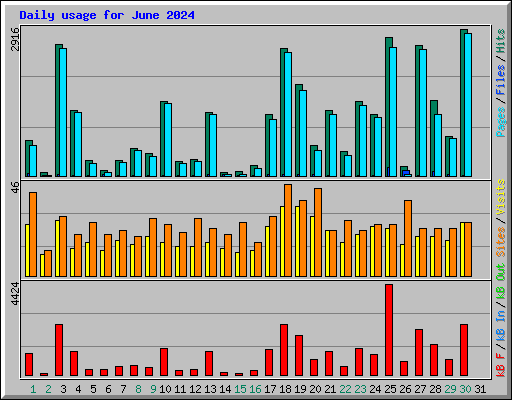 Daily usage for June 2024
2916
Pages / Files / Hits
46
Sites / Visits
4424
kB F / kB In / kB Out
1 2 3 4 5 6 7 8 9 10 11 12 13 14 15 16 17 18 19 20 21 22 23 24 25 26 27 28 29 30 31